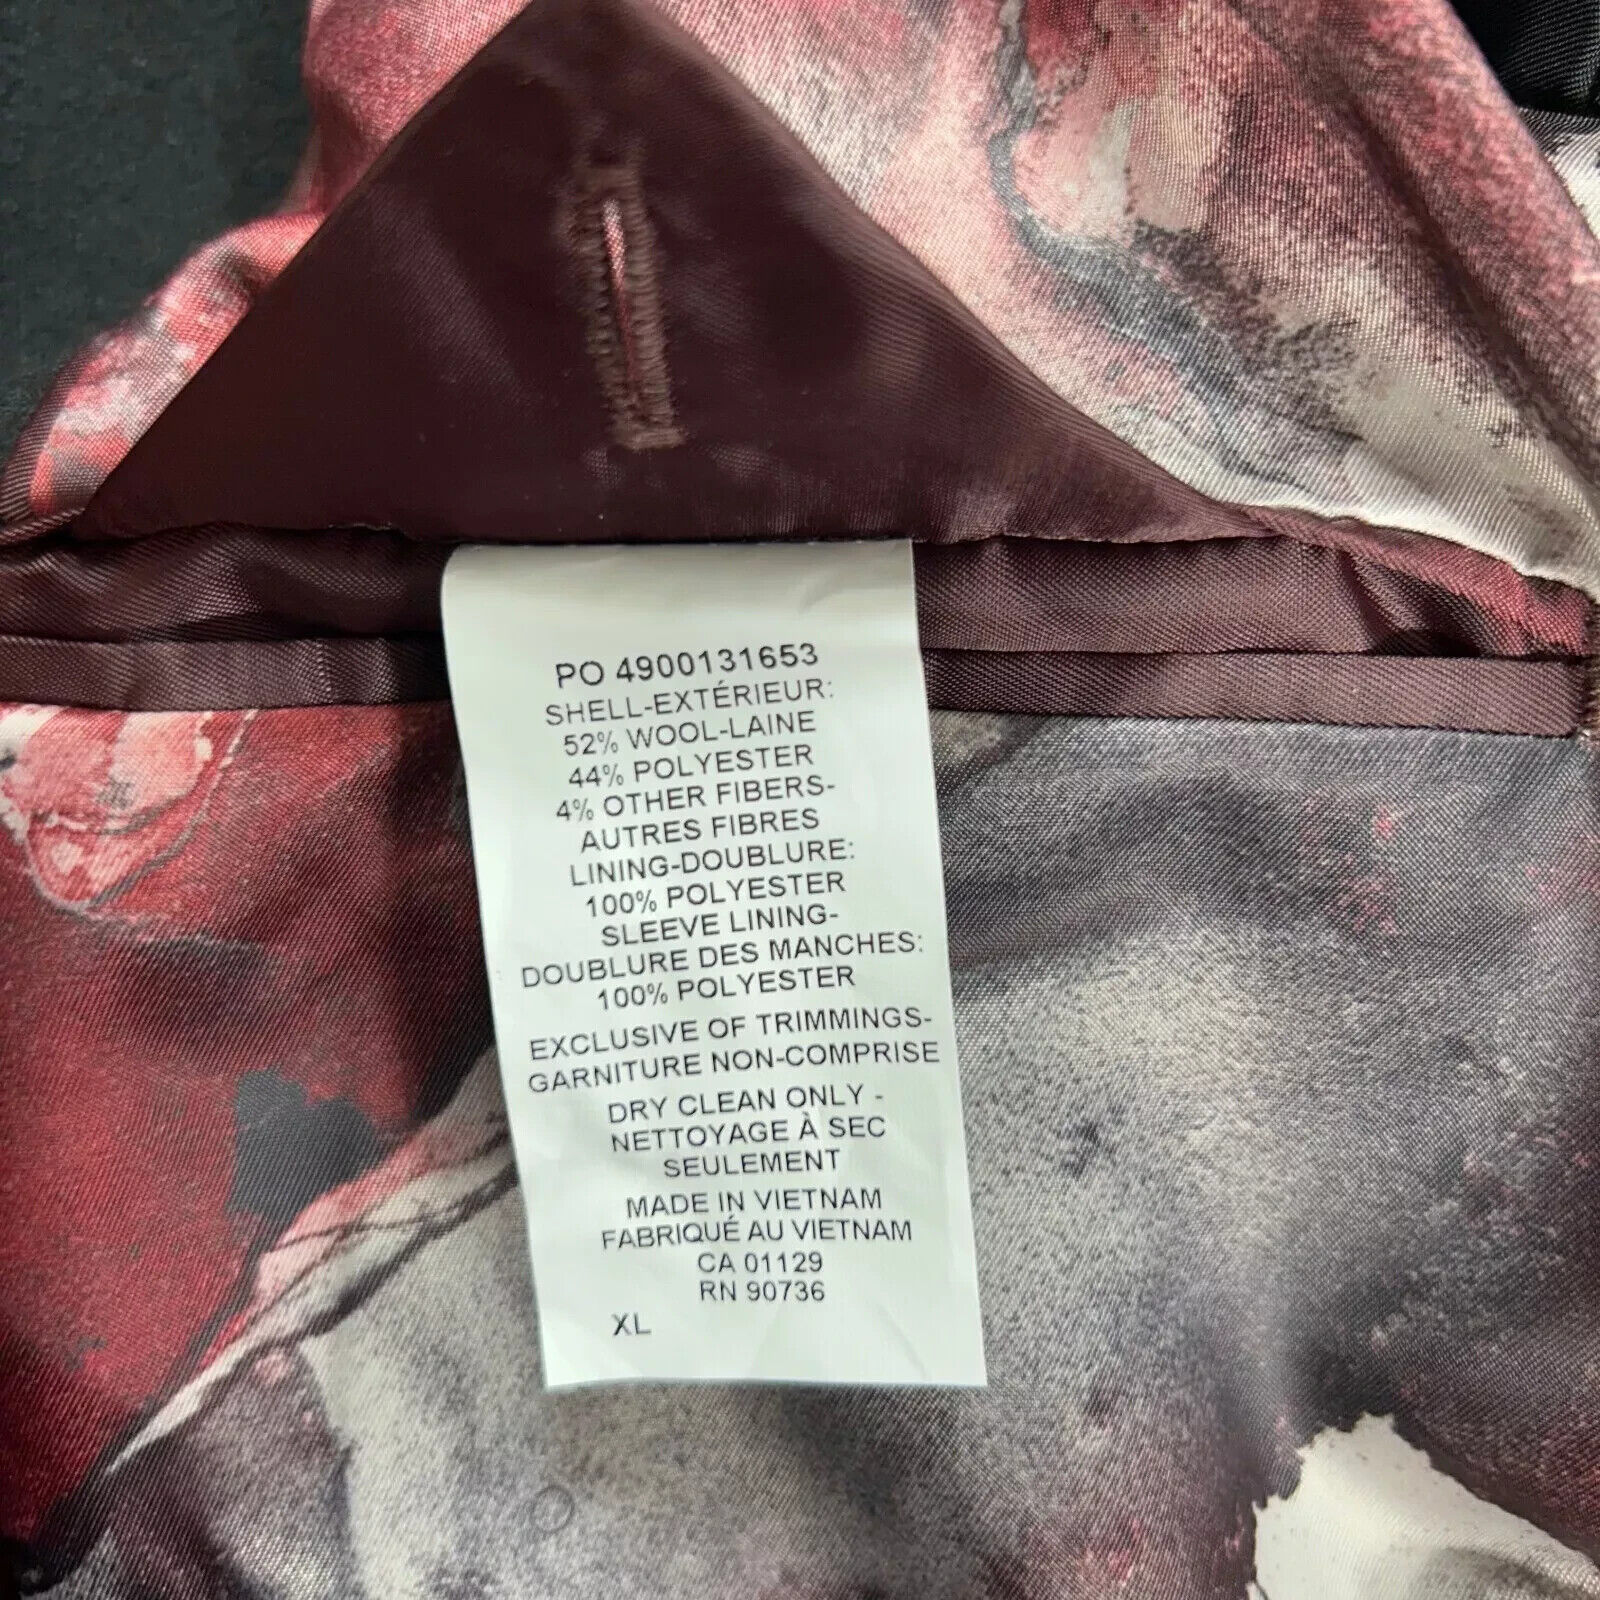 PO 4900131653
SHELL-EXTÉRIEUR:
52% WOOL-LAINE
44% POLYESTER
4% OTHER FIBERS-
AUTRES FIBRES
LINING-DOUBLURE:
100% POLYESTER
SLEEVE LINING-
DOUBLURE DES MANCHES:
100% POLYESTER
EXCLUSIVE OF TRIMMINGS-
GARNITURE NON-COMPRISE
DRY CLEAN ONLY -
NETTOYAGE À SEC
SEULEMENT
MADE IN VIETNAM
FABRIQUÉ AU VIETNAM
CA 01129
RN 90736
XL